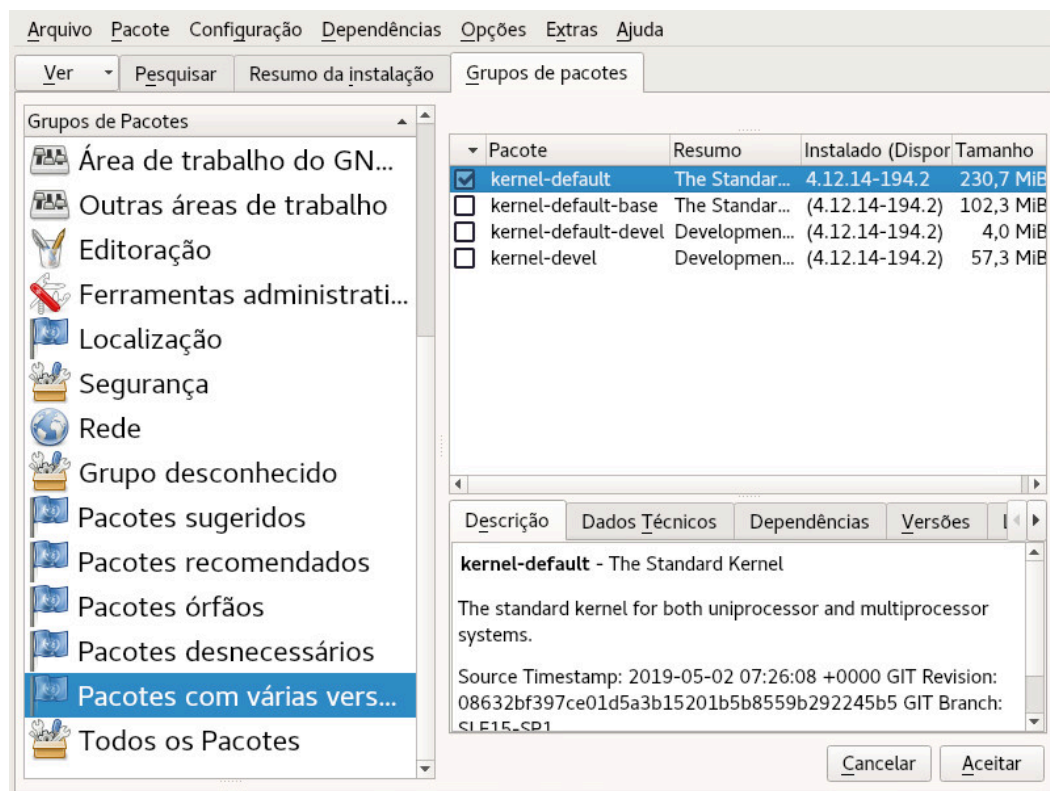 Arquivo Pacote Configuração Dependências Opções Extras Ajuda
Ver Pesquisar Resumo da instalação Grupos de pacotes
Grupos de Pacotes
Área de trabalho do GN...
Outras áreas de trabalho
Editoração
Ferramentas administrati...
Localização
Segurança
Rede
Grupo desconhecido
Pacotes sugeridos
Pacotes recomendados
Pacotes órfãos
Pacotes desnecessários
Pacotes com várias vers...
Todos os Pacotes
Pacote Resumo Instalado (Dispor Tamanho
kernel-default The Standar... 4.12.14-194.2 230,7 MiB
kernel-default-base The Standar... (4.12.14-194.2) 102,3 MiB
kernel-default-devel Developmen... (4.12.14-194.2) 4,0 MiB
kernel-devel Developmen... (4.12.14-194.2) 57,3 MiB
Descrição Dados Técnicos Dependências Versões
kernel-default - The Standard Kernel
The standard kernel for both uniprocessor and multiprocessor
systems.
Source Timestamp: 2019-05-02 07:26:08 +0000 GIT Revision:
08632bf397ce01d5a3b15201b5b8559b292245b5 GIT Branch:
SLE15-SP1
Cancelar Aceitar